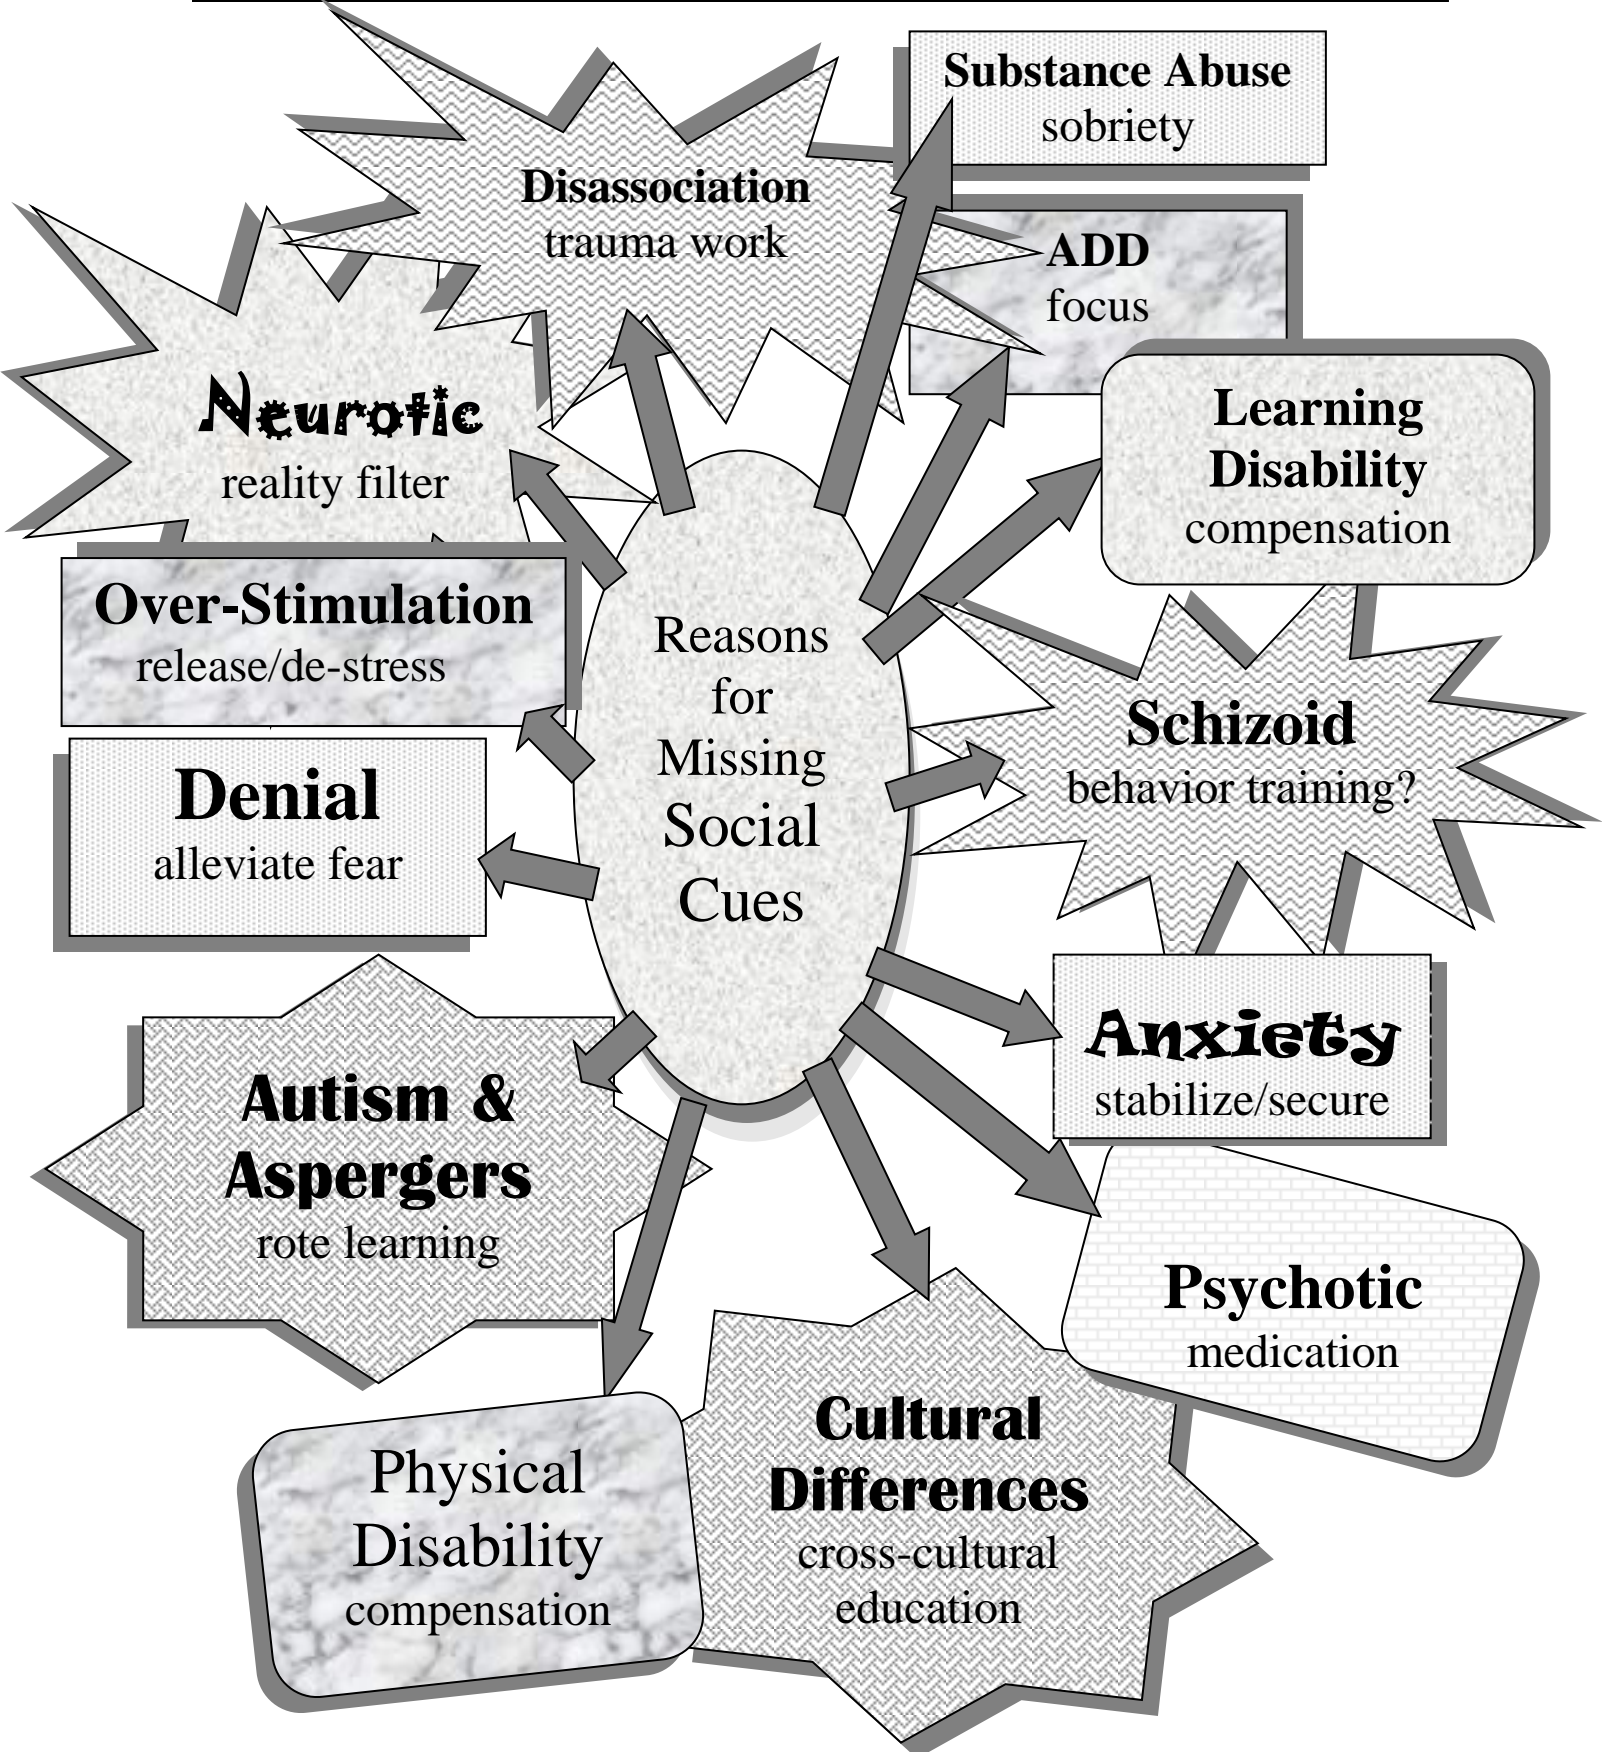 Substance Abuse
sobriety
Disassociation
trauma work
ADD
focus
Neurotic
reality filter
Learning
Disability
compensation
Over-Stimulation
release/de-stress
Reasons
for
Missing
Social
Cues
Schizoid
behavior training?
Denial
alleviate fear
Anxiety
stabilize/secure
Autism &
Aspergers
rote learning
Psychotic
medication
Cultural
Differences
cross-cultural
education
Physical
Disability
compensation